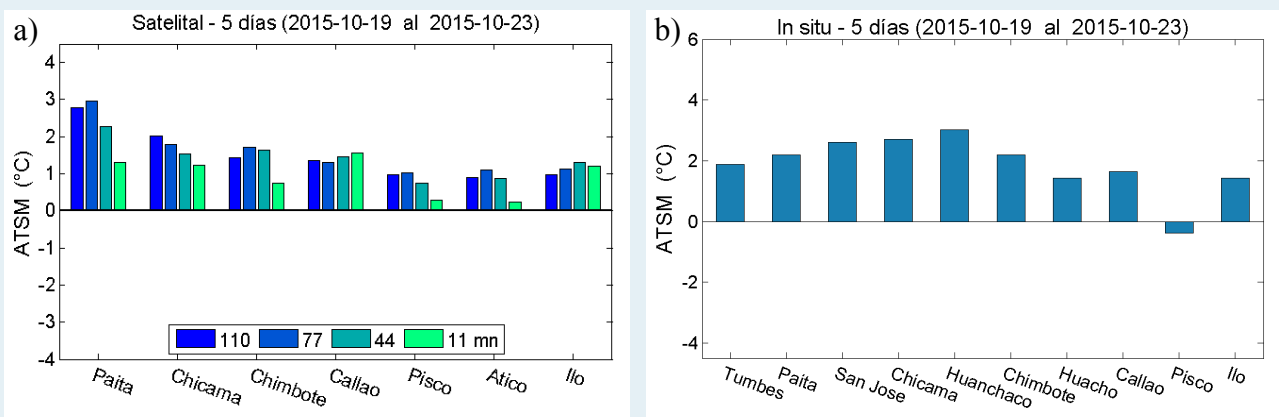 a)
Satelital - 5 días (2015-10-19 al 2015-10-23)
ATSM (°C)
4
3
2
1
0
-1
-2
-3
-4
110 77 44 11 mn
Paita Chicama Chimbote Callao Pisco Atico Ilo
b)
In situ - 5 días (2015-10-19 al 2015-10-23)
ATSM (°C)
6
4
2
0
-2
-4
Tumbes Paita San Jose Chicama Huanchaco Chimbote Huacho Callao Pisco Ilo